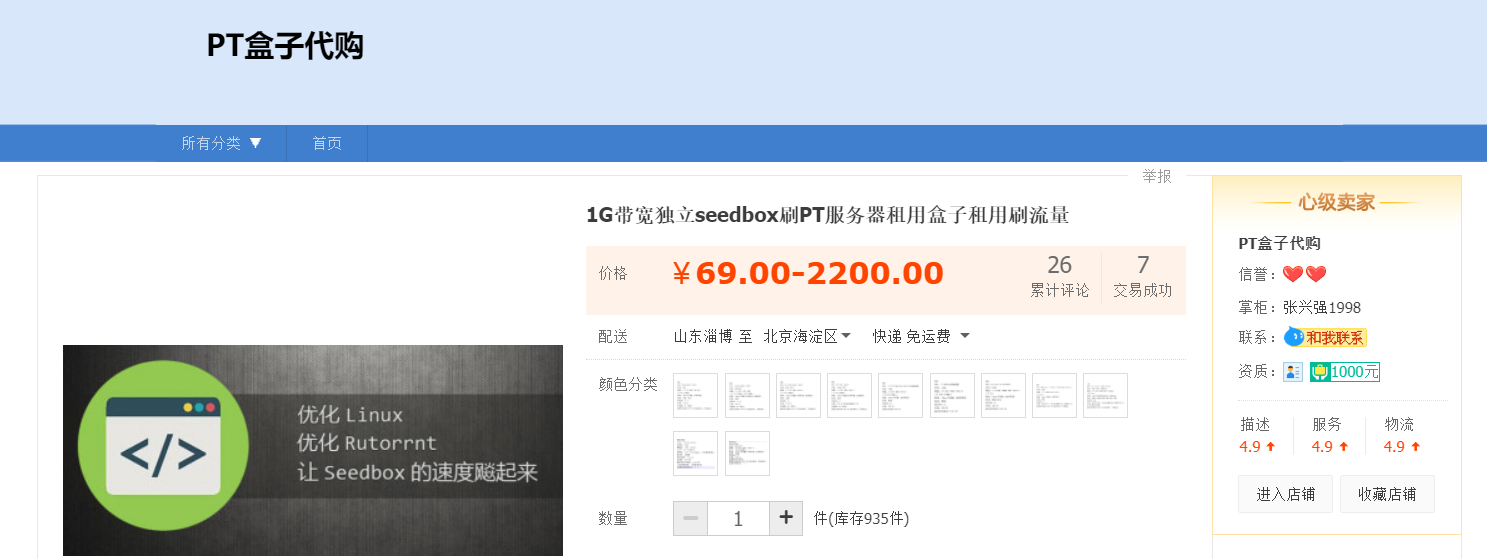 PT盒子代购
所有分类 ▼ 首页
举报
优化 Linux
优化 Rutorrnt
让 Seedbox 的速度飚起来
1G带宽独立seedbox刷PT服务器租用盒子租用刷流量
价格 ¥69.00-2200.00
26 累计评论
7 交易成功
配送 山东淄博 至 北京海淀区 快递 免运费
颜色分类
数量 1 件(库存935件)
心级卖家
PT盒子代购
信誉：
掌柜：张兴强1998
联系：和我联系
资质：1000元
描述 服务 物流
4.9 4.9 4.9
进入店铺 收藏店铺